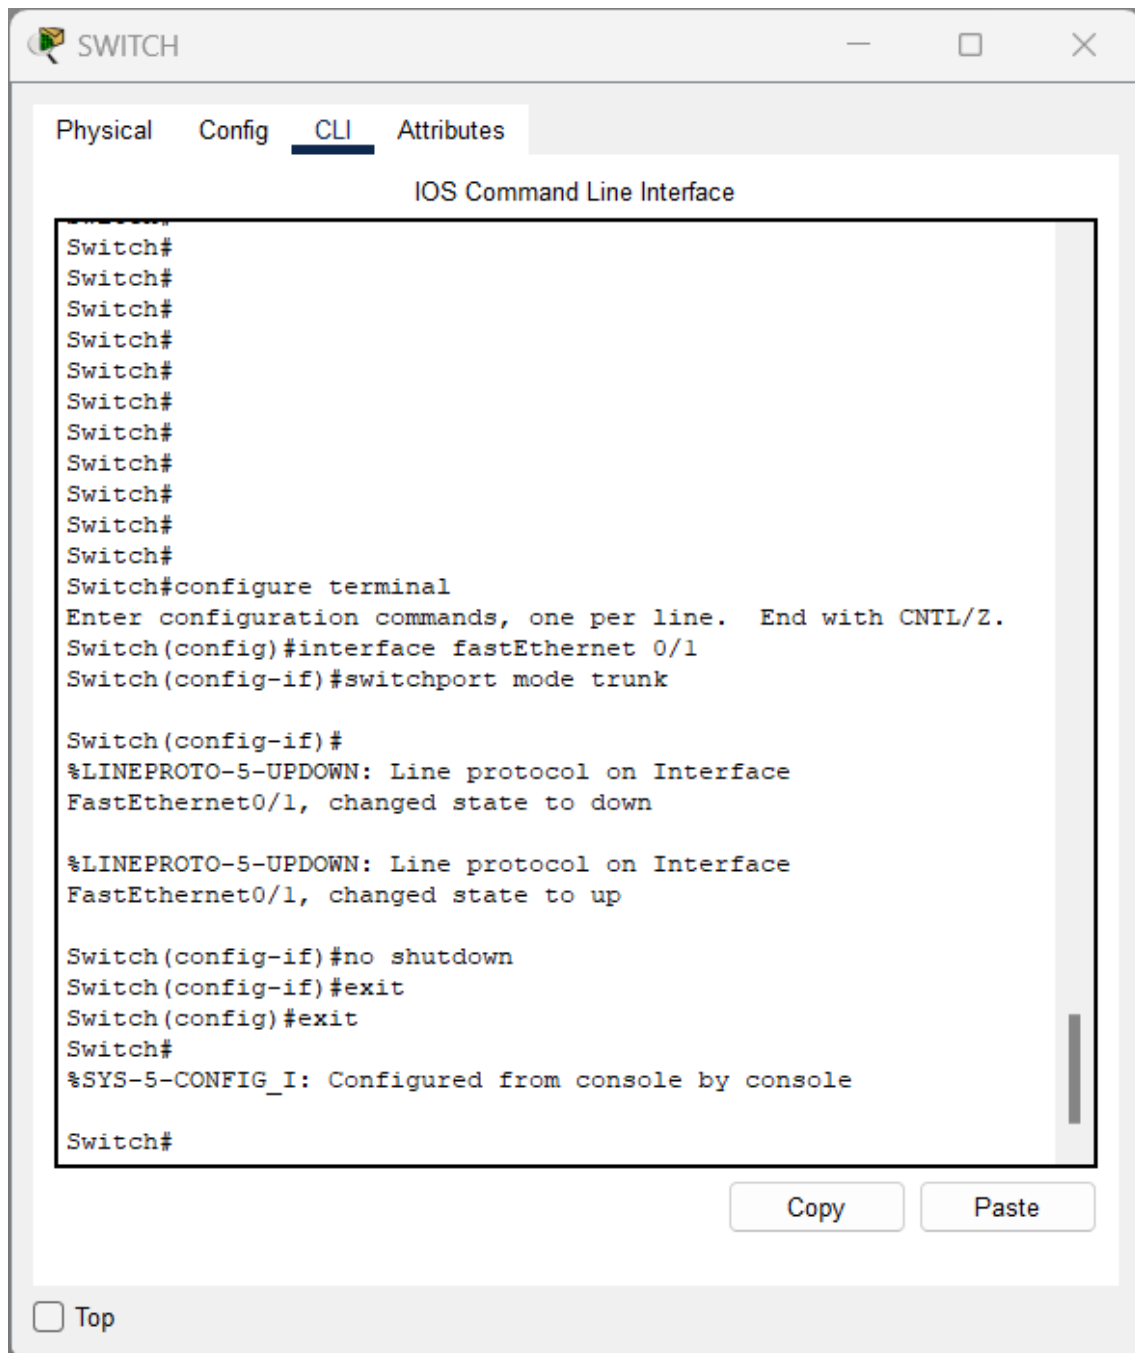 SWITCH
Physical Config CLI Attributes
IOS Command Line Interface
Switch#
Switch#
Switch#
Switch#
Switch#
Switch#
Switch#
Switch#
Switch#
Switch#
Switch#
Switch#configure terminal
Enter configuration commands, one per line.  End with CNTL/Z.
Switch(config)#interface fastEthernet 0/1
Switch(config-if)#switchport mode trunk
Switch(config-if)#
%LINEPROTO-5-UPDOWN: Line protocol on Interface
FastEthernet0/1, changed state to down
%LINEPROTO-5-UPDOWN: Line protocol on Interface
FastEthernet0/1, changed state to up
Switch(config-if)#no shutdown
Switch(config-if)#exit
Switch(config)#exit
Switch#
%SYS-5-CONFIG_I: Configured from console by console
Switch#
Copy Paste
Top